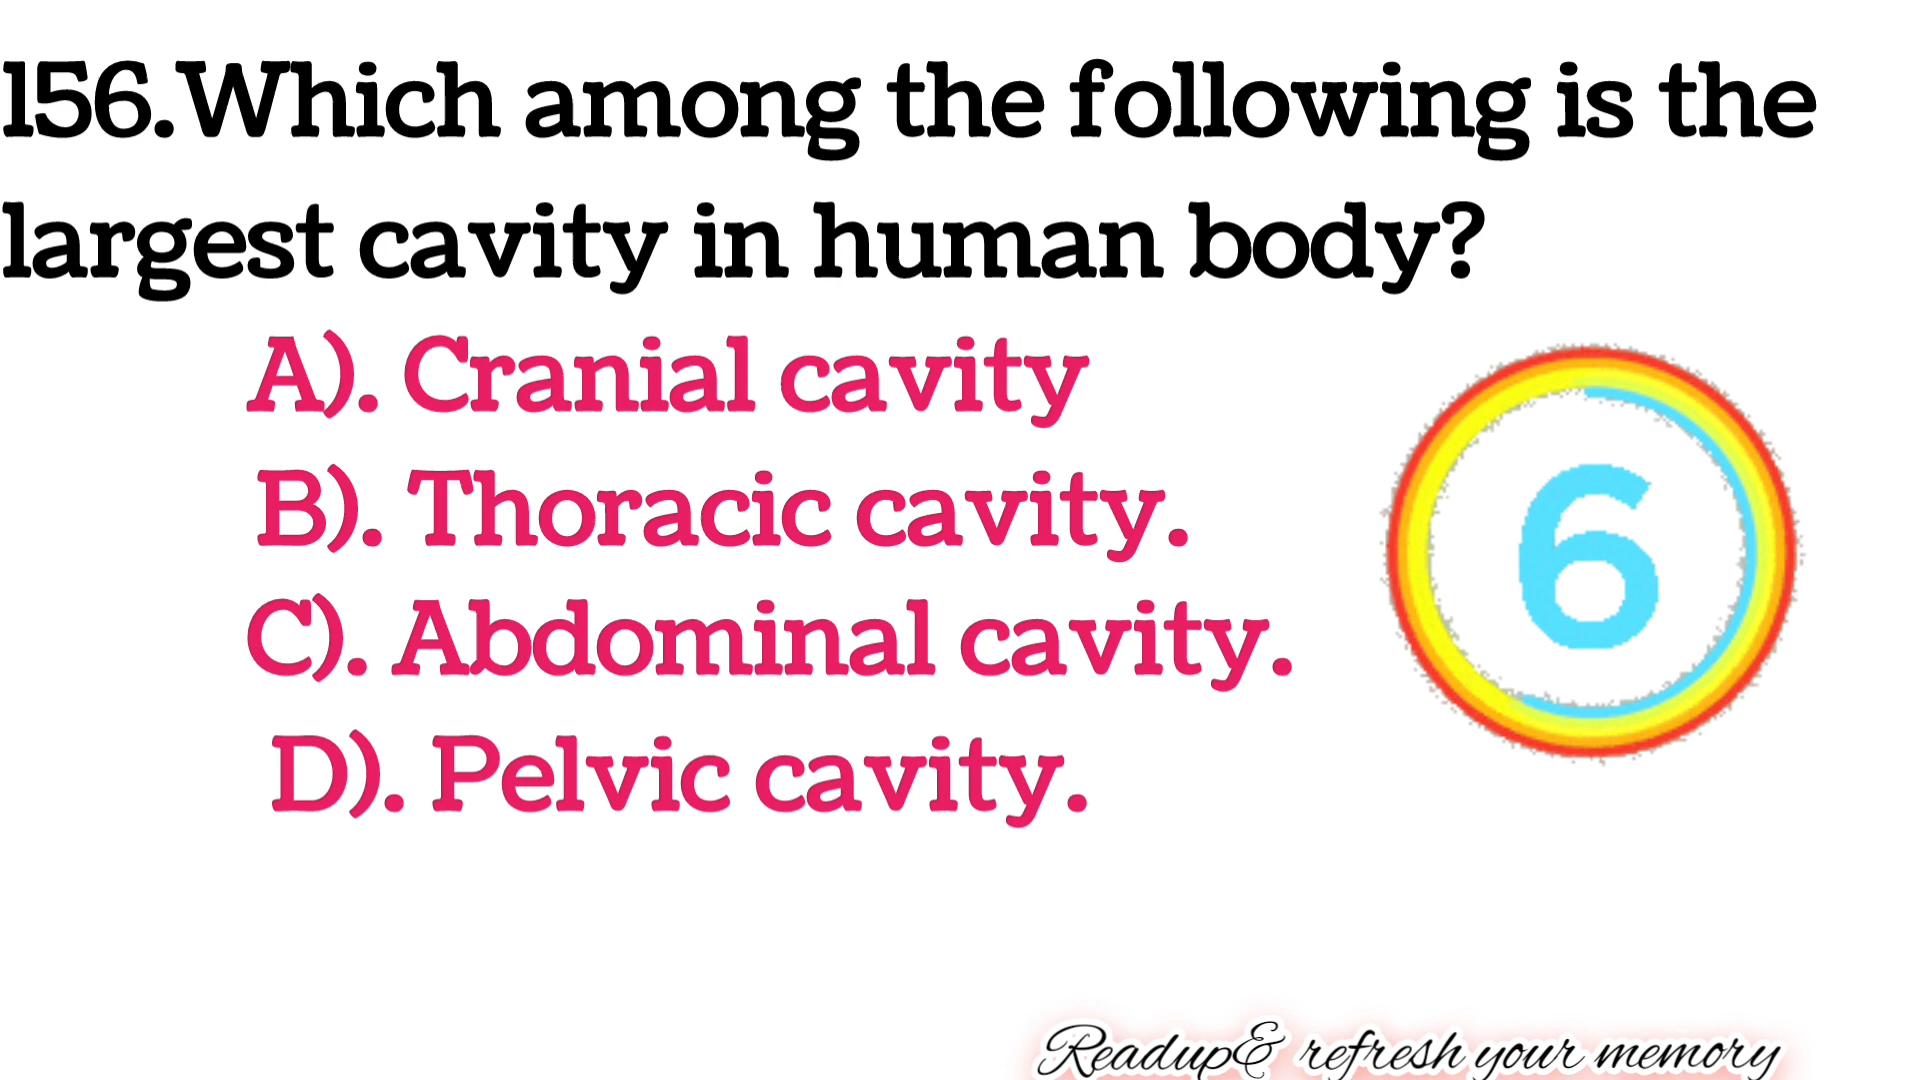 156.Which among the following is the
largest cavity in human body?
A). Cranial cavity
B). Thoracic cavity.
C). Abdominal cavity.
D). Pelvic cavity.
6
Readup& refresh your memory